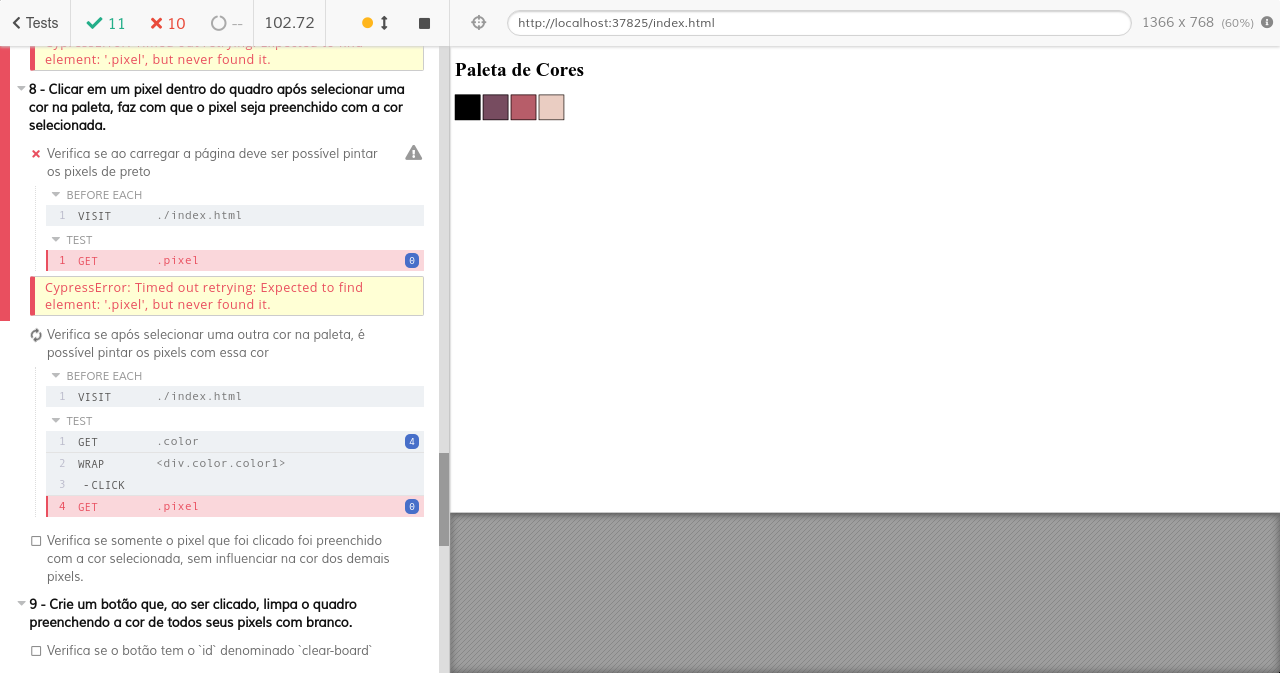 Tests
11
10
--
102.72
http://localhost:37825/index.html
1366 x 768 (60%)
CypressError: Timed out retrying: Expected to find
element: '.pixel', but never found it.
8 - Clicar em um pixel dentro do quadro após selecionar uma
cor na paleta, faz com que o pixel seja preenchido com a cor
selecionada.
Verifica se ao carregar a página deve ser possível pintar
os pixels de preto
BEFORE EACH
1 VISIT ./index.html
TEST
1 GET .pixel 0
CypressError: Timed out retrying: Expected to find
element: '.pixel', but never found it.
Verifica se após selecionar uma outra cor na paleta, é
possível pintar os pixels com essa cor
BEFORE EACH
1 VISIT ./index.html
TEST
1 GET .color 4
2 WRAP <div.color.color1>
3 -CLICK
4 GET .pixel 0
Verifica se somente o pixel que foi clicado foi preenchido
com a cor selecionada, sem influenciar na cor dos demais
pixels.
9 - Crie um botão que, ao ser clicado, limpa o quadro
preenchendo a cor de todos seus pixels com branco.
Verifica se o botão tem o `id` denominado `clear-board`
Paleta de Cores